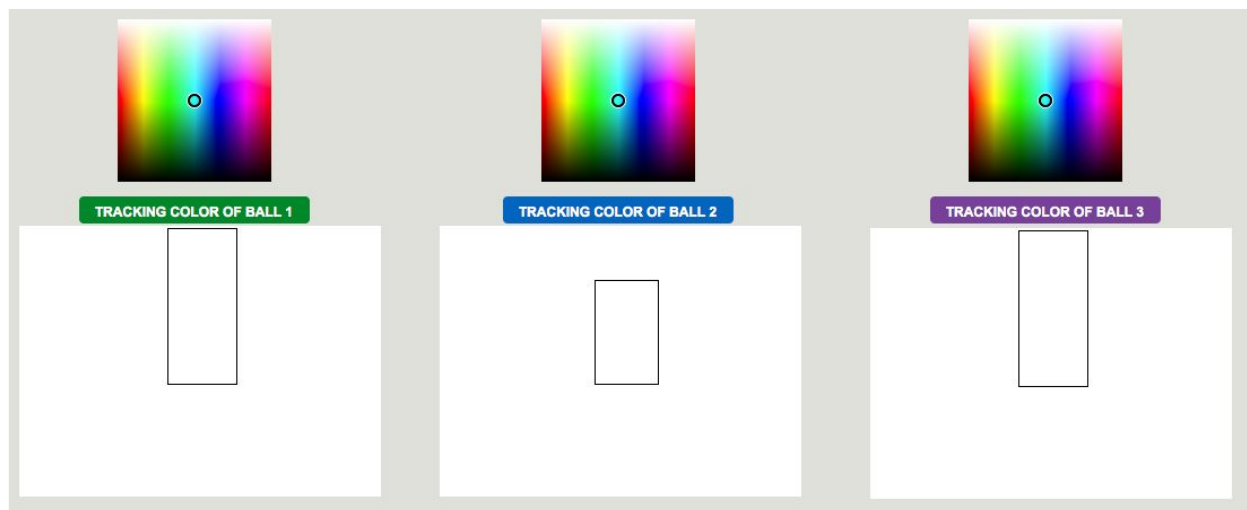 TRACKING COLOR OF BALL 1
TRACKING COLOR OF BALL 2
TRACKING COLOR OF BALL 3